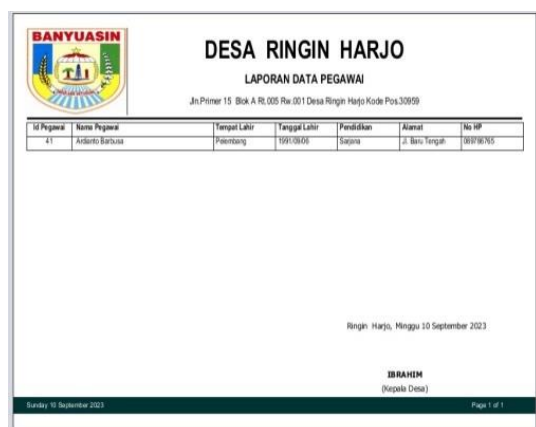 BANYUASIN
DESA RINGIN HARJO
LAPORAN DATA PEGAWAI
Jln.Primer 15 Blok A Rt.005 Rw.001 Desa Ringin Harjo Kode Pos.30959
Id Pegawai Nama Pegawai Tempat Lahir Tanggal Lahir Pendidikan Alamat No HP
41 Ardianto Barbusa Palembang 1991/09/06 Sarjana Jl. Baru Tengah 089786765
Ringin Harjo, Minggu 10 September 2023
IBRAHIM
(Kepala Desa)
Sunday 10 September 2023 Page 1 of 1